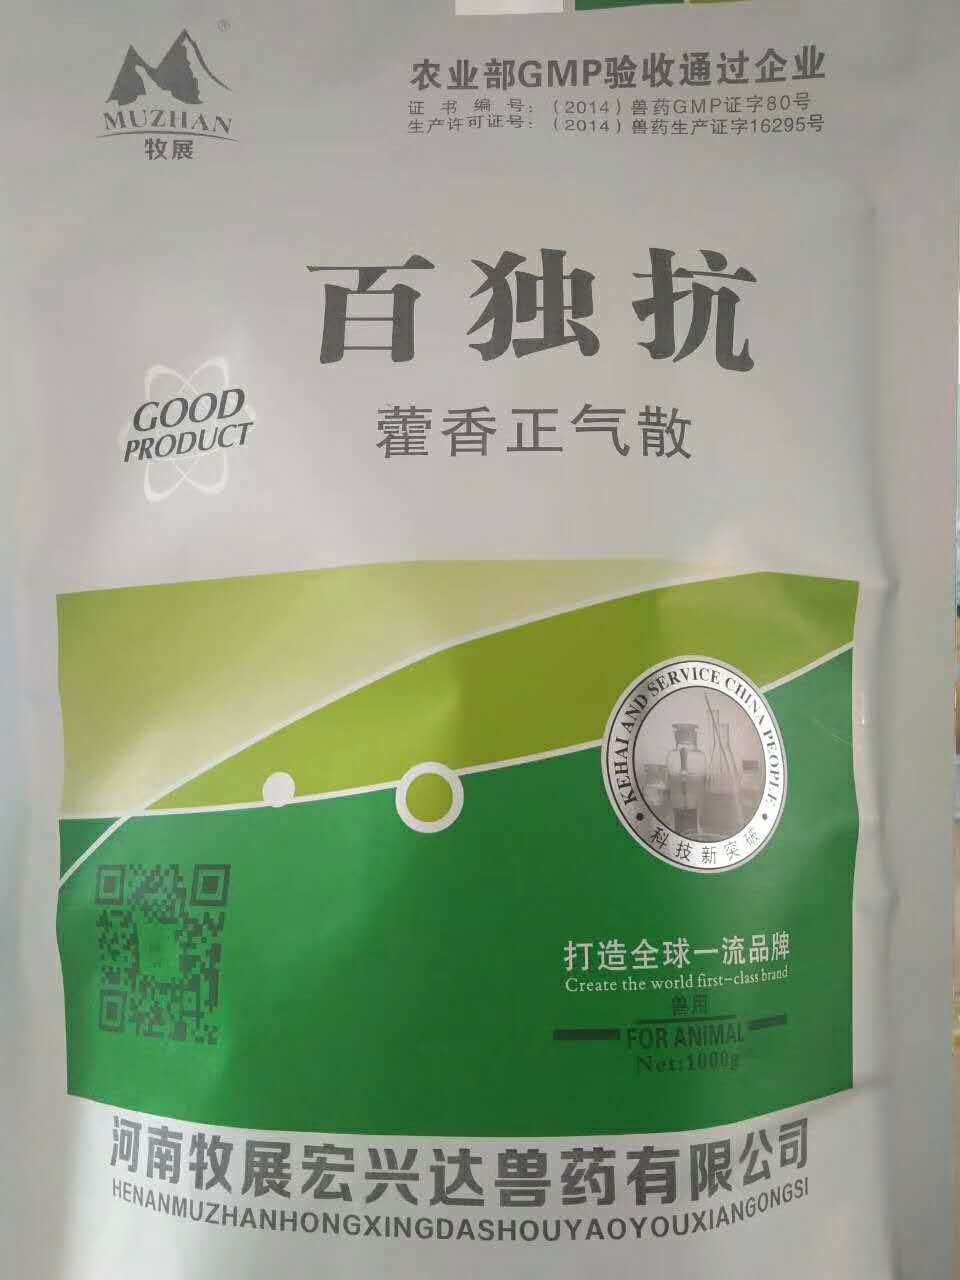 ®
MUZHAN
牧展
农业部GMP验收通过企业
证书编号：（2014）兽药GMP证字80号
生产许可证号：（2014）兽药生产证字16295号
百独抗
藿香正气散
GOOD
PRODUCT
KEHAI AND SERVICE CHINA PEOPLE
科技新突破
打造全球一流品牌
Create the world first-class brand
兽用
FOR ANIMAL
Net:1000g
河南牧展宏兴达兽药有限公司
HENANMUZHANHONGXINGDASHOUYAOYOUXIANGONGSI